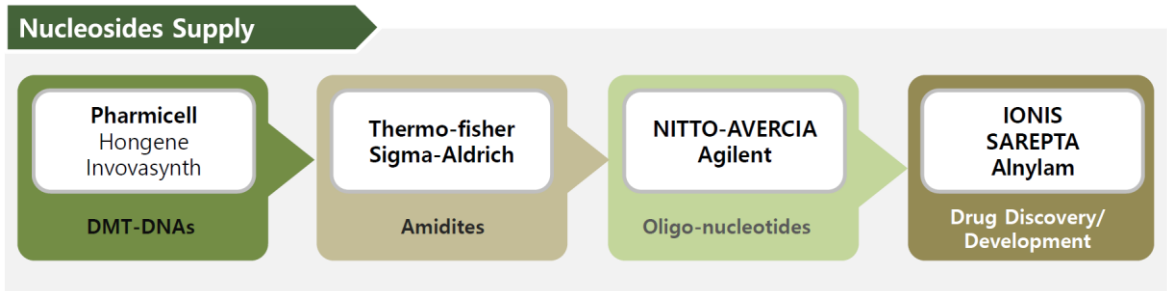 Nucleosides Supply
Pharmicell
Hongene
Invovasynth
DMT-DNAs
Thermo-fisher
Sigma-Aldrich
Amidites
NITTO-AVERCIA
Agilent
Oligo-nucleotides
IONIS
SAREPTA
Alnylam
Drug Discovery/
Development